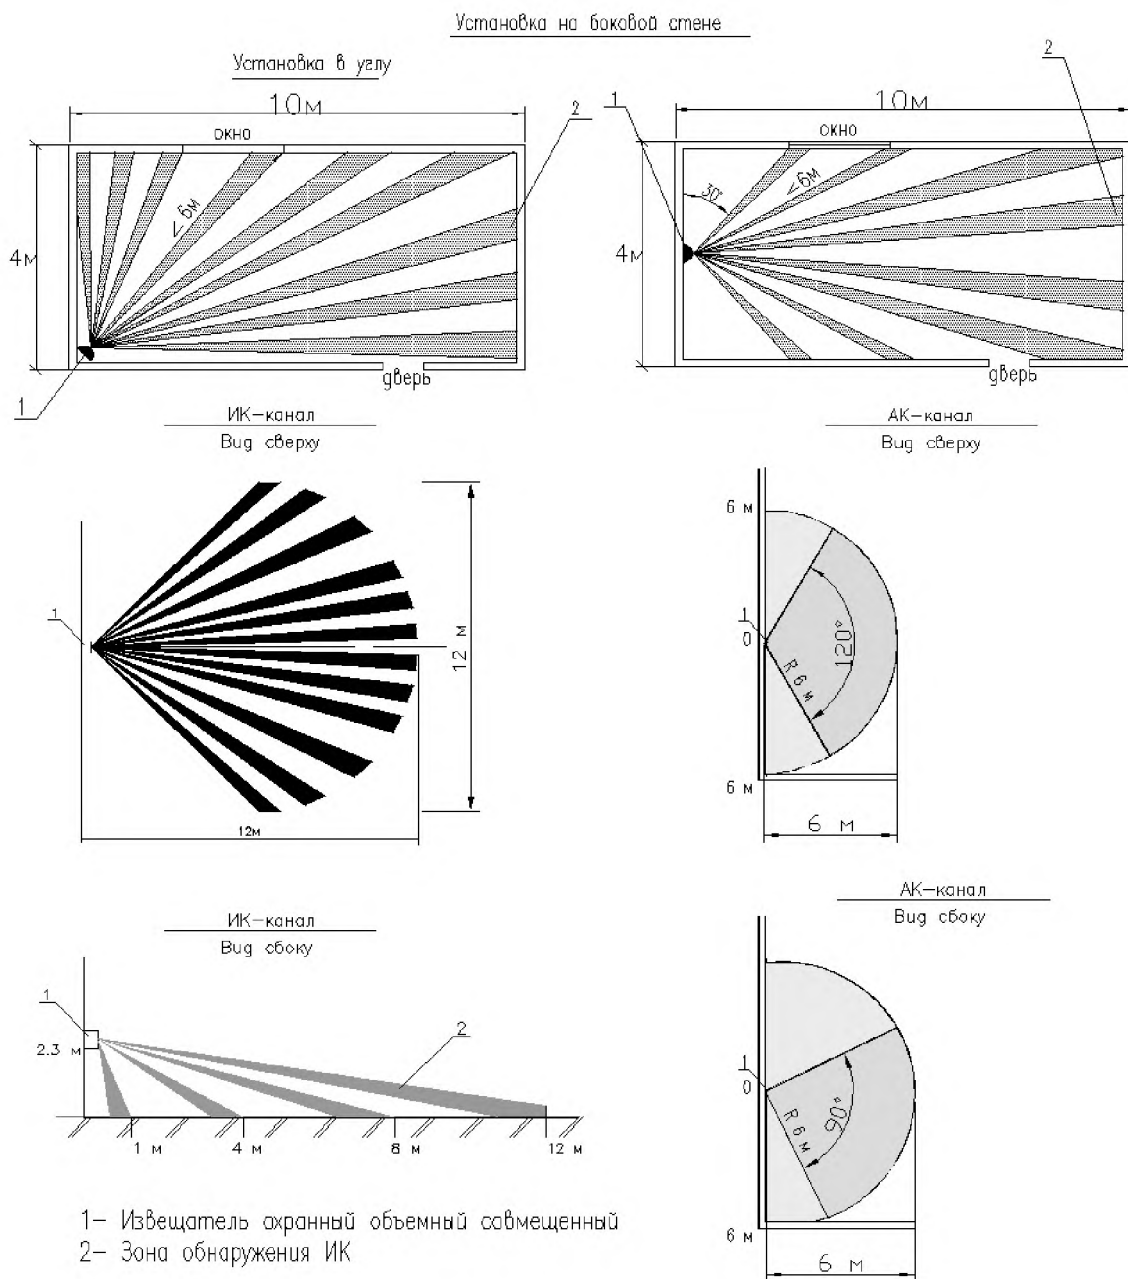 Установка на боковой стене
Установка в углу
2
10м
2
1
10м
окно
окно
< 6м
30°
< 6м
4м
4м
дверь
дверь
1
ИК-канал
Вид сверху
АК-канал
Вид сверху
6 м
1
1
0
12 м
120°
R 6 м
6 м
12м
6 м
ИК-канал
Вид сбоку
АК-канал
Вид сбоку
1
2
2.3 м
1
0
90°
R 6 м
1 м
4 м
8 м
12 м
1- Извещатель охранный объемный совмещенный
2- Зона обнаружения ИК
6 м
6 м